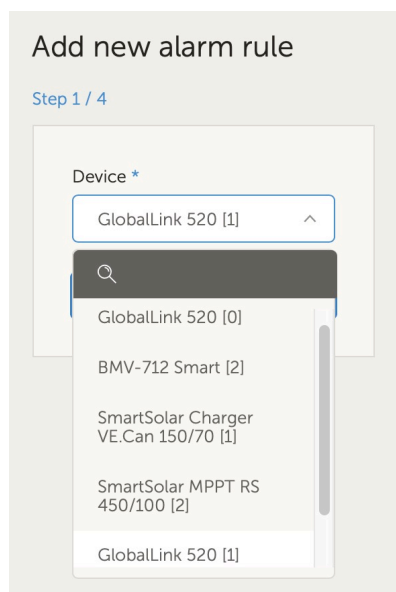 Add new alarm rule
Step 1 / 4
Device *
GlobalLink 520 [1]
GlobalLink 520 [0]
BMV-712 Smart [2]
SmartSolar Charger
VE.Can 150/70 [1]
SmartSolar MPPT RS
450/100 [2]
GlobalLink 520 [1]